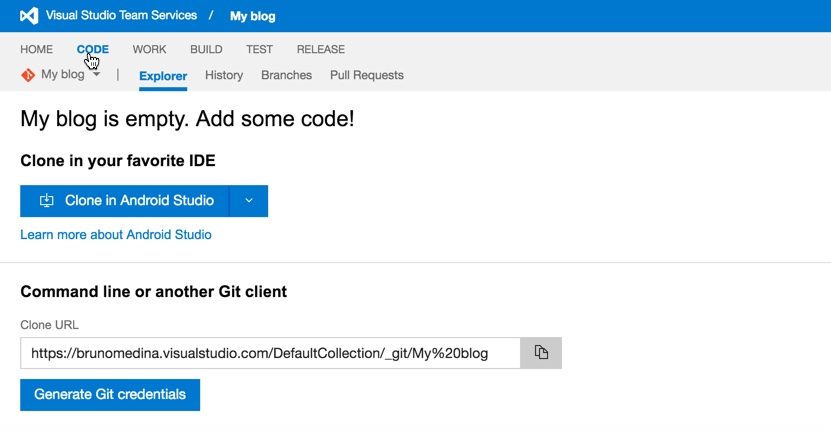 Visual Studio Team Services / My blog
HOME CODE WORK BUILD TEST RELEASE
My blog | Explorer History Branches Pull Requests
My blog is empty. Add some code!
Clone in your favorite IDE
Clone in Android Studio
Learn more about Android Studio
Command line or another Git client
Clone URL
https://brunomedina.visualstudio.com/DefaultCollection/_git/My%20blog
Generate Git credentials